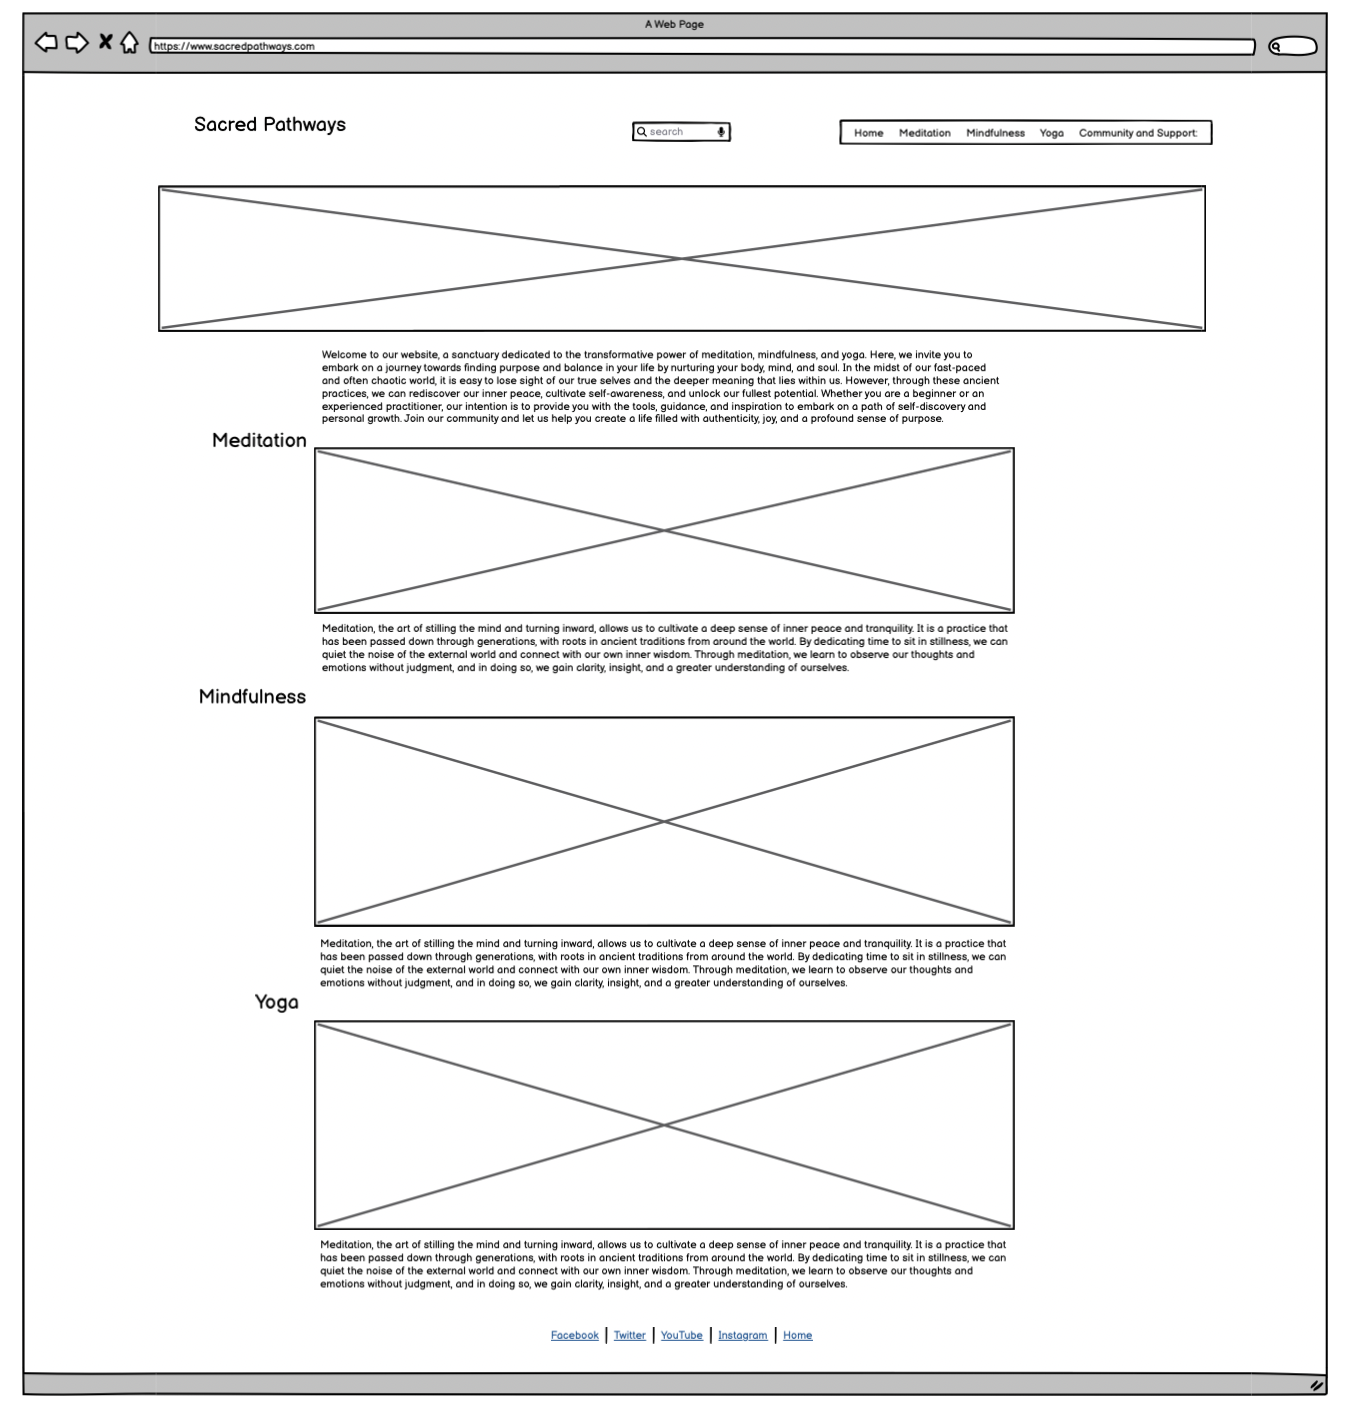 A Web Page
https://www.sacredpathways.com
Sacred Pathways
search
Home Meditation Mindfulness Yoga Community and Support
Welcome to our website, a sanctuary dedicated to the transformative power of meditation, mindfulness, and yoga. Here, we invite you to
embark on a journey towards finding purpose and balance in your life by nurturing your body, mind, and soul. In the midst of our fast-paced
and often chaotic world, it is easy to lose sight of our true selves and the deeper meaning that lies within us. However, through these ancient
practices, we can rediscover our inner peace, cultivate self-awareness, and unlock our fullest potential. Whether you are a beginner or an
experienced practitioner, our intention is to provide you with the tools, guidance, and inspiration to embark on a path of self-discovery and
personal growth. Join our community and let us help you create a life filled with authenticity, joy, and a profound sense of purpose.
Meditation
Meditation, the art of stilling the mind and turning inward, allows us to cultivate a deep sense of inner peace and tranquility. It is a practice that
has been passed down through generations, with roots in ancient traditions from around the world. By dedicating time to sit in stillness, we can
quiet the noise of the external world and connect with our own inner wisdom. Through meditation, we learn to observe our thoughts and
emotions without judgment, and in doing so, we gain clarity, insight, and a greater understanding of ourselves.
Mindfulness
Meditation, the art of stilling the mind and turning inward, allows us to cultivate a deep sense of inner peace and tranquility. It is a practice that
has been passed down through generations, with roots in ancient traditions from around the world. By dedicating time to sit in stillness, we can
quiet the noise of the external world and connect with our own inner wisdom. Through meditation, we learn to observe our thoughts and
emotions without judgment, and in doing so, we gain clarity, insight, and a greater understanding of ourselves.
Yoga
Meditation, the art of stilling the mind and turning inward, allows us to cultivate a deep sense of inner peace and tranquility. It is a practice that
has been passed down through generations, with roots in ancient traditions from around the world. By dedicating time to sit in stillness, we can
quiet the noise of the external world and connect with our own inner wisdom. Through meditation, we learn to observe our thoughts and
emotions without judgment, and in doing so, we gain clarity, insight, and a greater understanding of ourselves.
Facebook | Twitter | YouTube | Instagram | Home